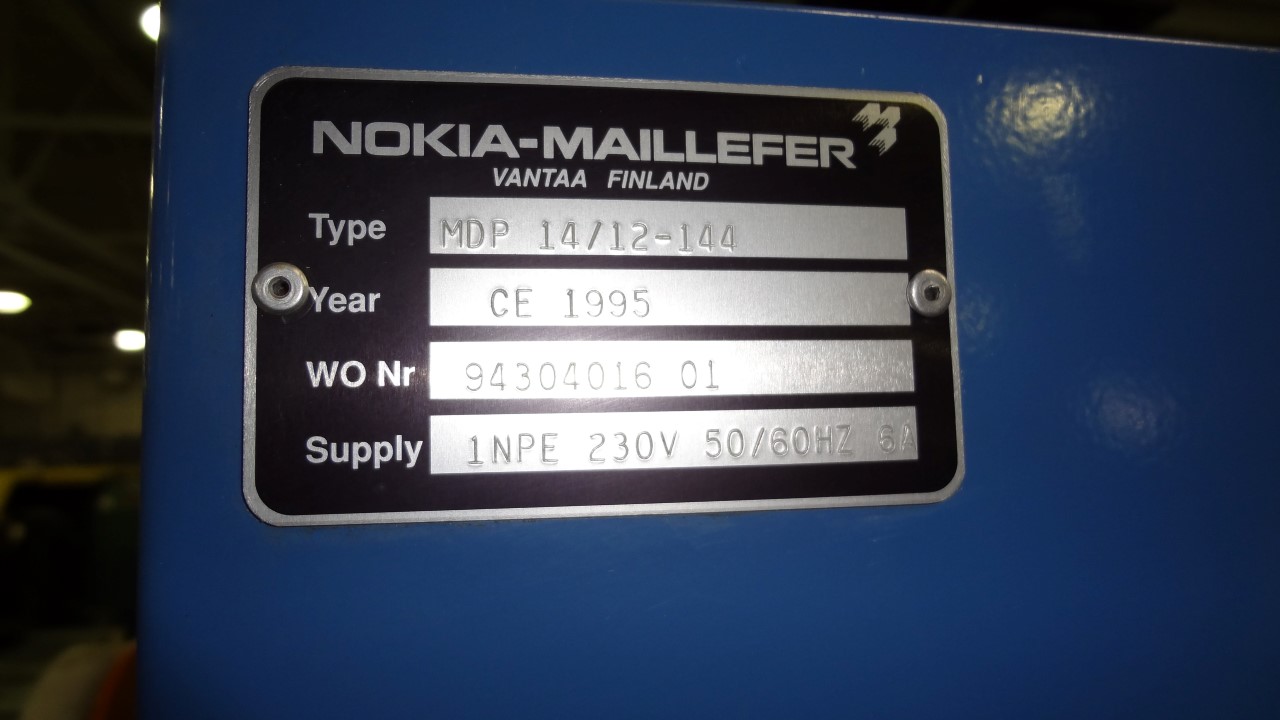 NOKIA-MAILLEFER
VANTAA FINLAND
Type MDP 14/12-144
Year CE 1995
WO Nr 94304016 01
Supply 1NPE 230V 50/60HZ 6A